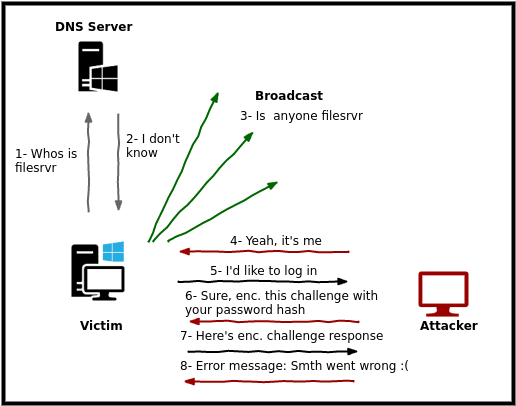 DNS Server
Broadcast
3- Is  anyone filesrvr
2- I don't
know
1- Whos is
filesrvr
4- Yeah, it's me
5- I'd like to log in
6- Sure, enc. this challenge with
your password hash
Victim
Attacker
7- Here's enc. challenge response
8- Error message: Smth went wrong :(